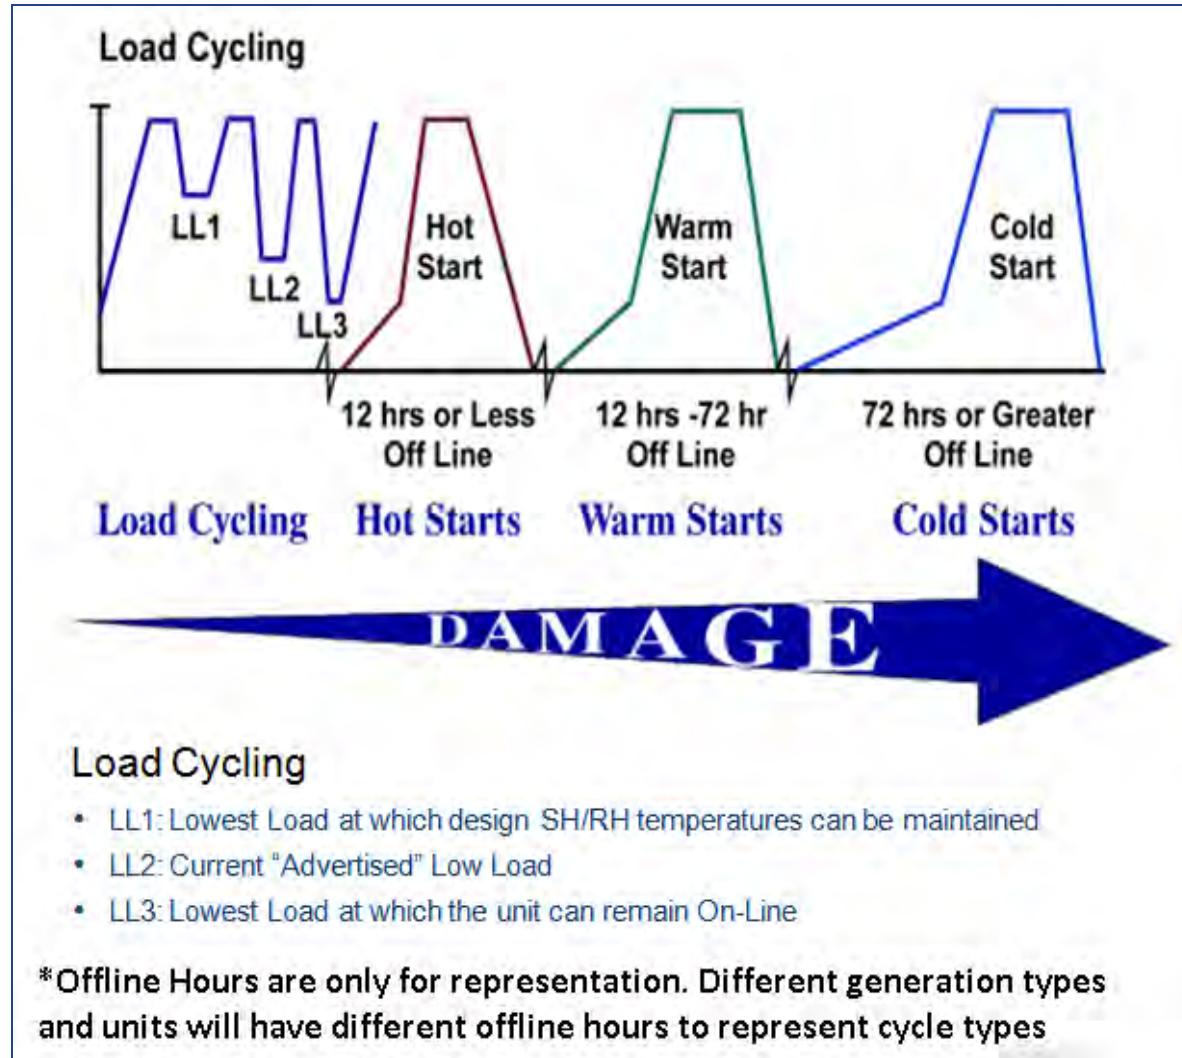 Load Cycling
LL1
LL2
LL3
Hot
Start
Warm
Start
Cold
Start
12 hrs or Less
Off Line
12 hrs -72 hr
Off Line
72 hrs or Greater
Off Line
Load Cycling
Hot Starts
Warm Starts
Cold Starts
DAMAGE
Load Cycling
• LL1: Lowest Load at which design SH/RH temperatures can be maintained
• LL2: Current “Advertised” Low Load
• LL3: Lowest Load at which the unit can remain On-Line
*Offline Hours are only for representation. Different generation types
and units will have different offline hours to represent cycle types